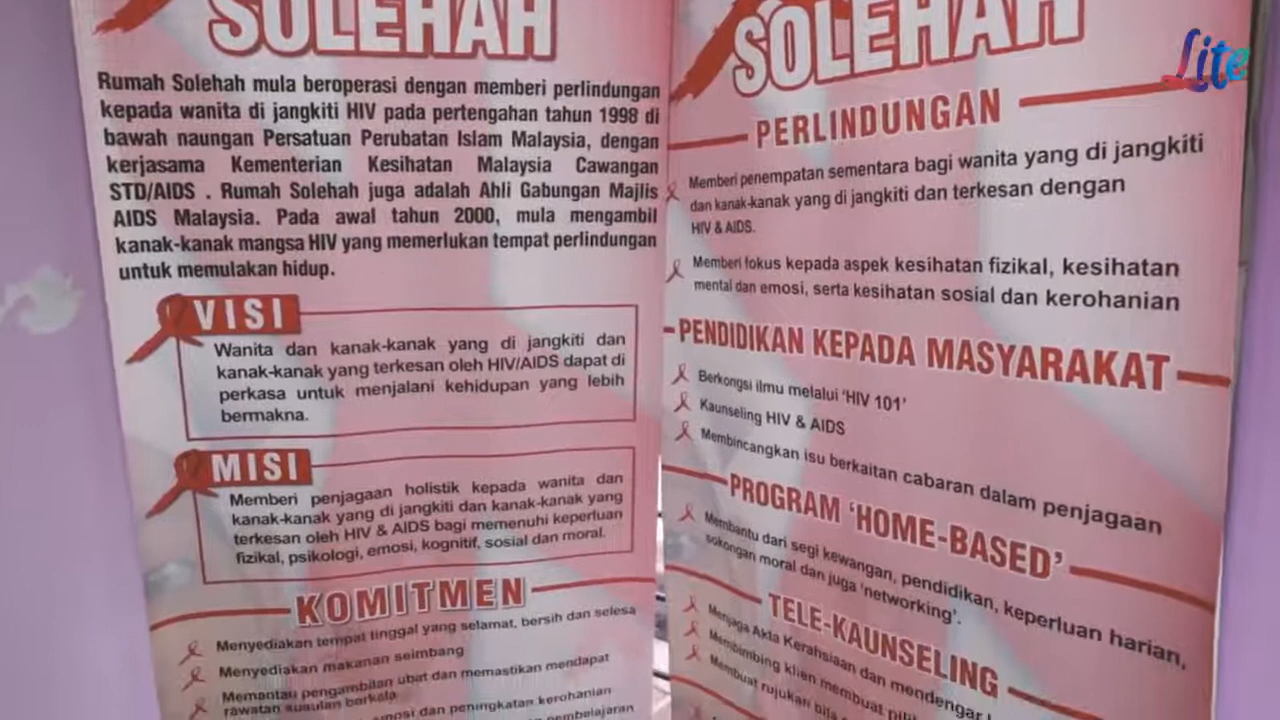 SOLEHAH
Rumah Solehah mula beroperasi dengan memberi perlindungan
kepada wanita di jangkiti HIV pada pertengahan tahun 1998 di
bawah naungan Persatuan Perubatan Islam Malaysia, dengan
kerjasama Kementerian Kesihatan Malaysia Cawangan
STD/AIDS . Rumah Solehah juga adalah Ahli Gabungan Majlis
AIDS Malaysia. Pada awal tahun 2000, mula mengambil
kanak-kanak mangsa HIV yang memerlukan tempat perlindungan
untuk memulakan hidup.
VISI
Wanita dan kanak-kanak yang di jangkiti dan
kanak-kanak yang terkesan oleh HIV/AIDS dapat di
perkasa untuk menjalani kehidupan yang lebih
bermakna.
MISI
Memberi penjagaan holistik kepada wanita dan
kanak-kanak yang di jangkiti dan kanak-kanak yang
terkesan oleh HIV & AIDS bagi memenuhi keperluan
fizikal, psikologi, emosi, kognitif, sosial dan moral.
KOMITMEN
Menyediakan tempat tinggal yang selamat, bersih dan selesa
Menyediakan makanan seimbang
Memantau pengambilan ubat dan memastikan mendapat
rawatan susulan berkala
dan peningkatan kerohanian
pembelajaran
SOLEHAH
PERLINDUNGAN
Memberi penempatan sementara bagi wanita yang di jangkiti
dan kanak-kanak yang di jangkiti dan terkesan dengan
HIV & AIDS.
Memberi fokus kepada aspek kesihatan fizikal, kesihatan
mental dan emosi, serta kesihatan sosial dan kerohanian
PENDIDIKAN KEPADA MASYARAKAT
Berkongsi ilmu melalui 'HIV 101'
Kaunseling HIV & AIDS
Membincangkan isu berkaitan cabaran dalam penjagaan
PROGRAM 'HOME-BASED'
Membantu dari segi kewangan, pendidikan, keperluan harian,
sokongan moral dan juga 'networking'.
TELE-KAUNSELING
Menjaga Akta Kerahsiaan dan mendengar
Membimbing klien membuat
Membuat rujukan bila
Lite